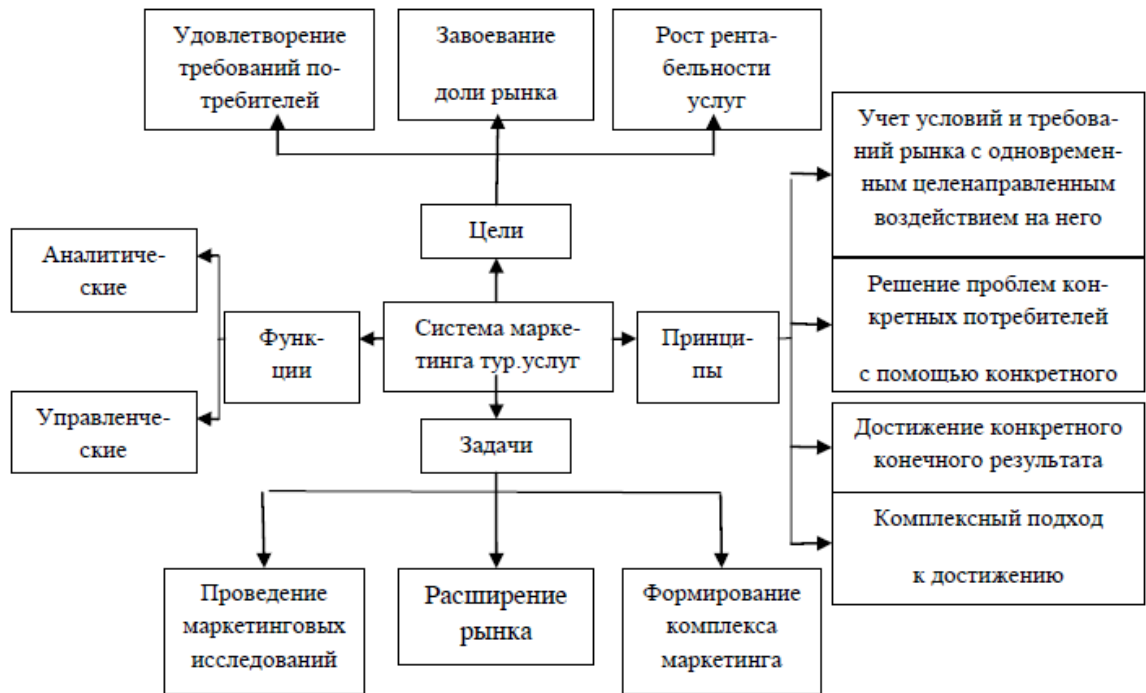 Удовлетворение
требований по-
требителей
Завоевание
доли рынка
Рост рента-
бельности
услуг
Учет условий и требова-
ний рынка с одновремен-
ным целенаправленным
воздействием на него
Цели
Аналитиче-
ские
Решение проблем кон-
кретных потребителей
с помощью конкретного
Функ-
ции
Система марке-
тинга тур.услуг
Принци-
пы
Управленче-
ские
Задачи
Достижение конкретного
конечного результата
Комплексный подход
к достижению
Проведение
маркетинговых
исследований
Расширение
рынка
Формирование
комплекса
маркетинга